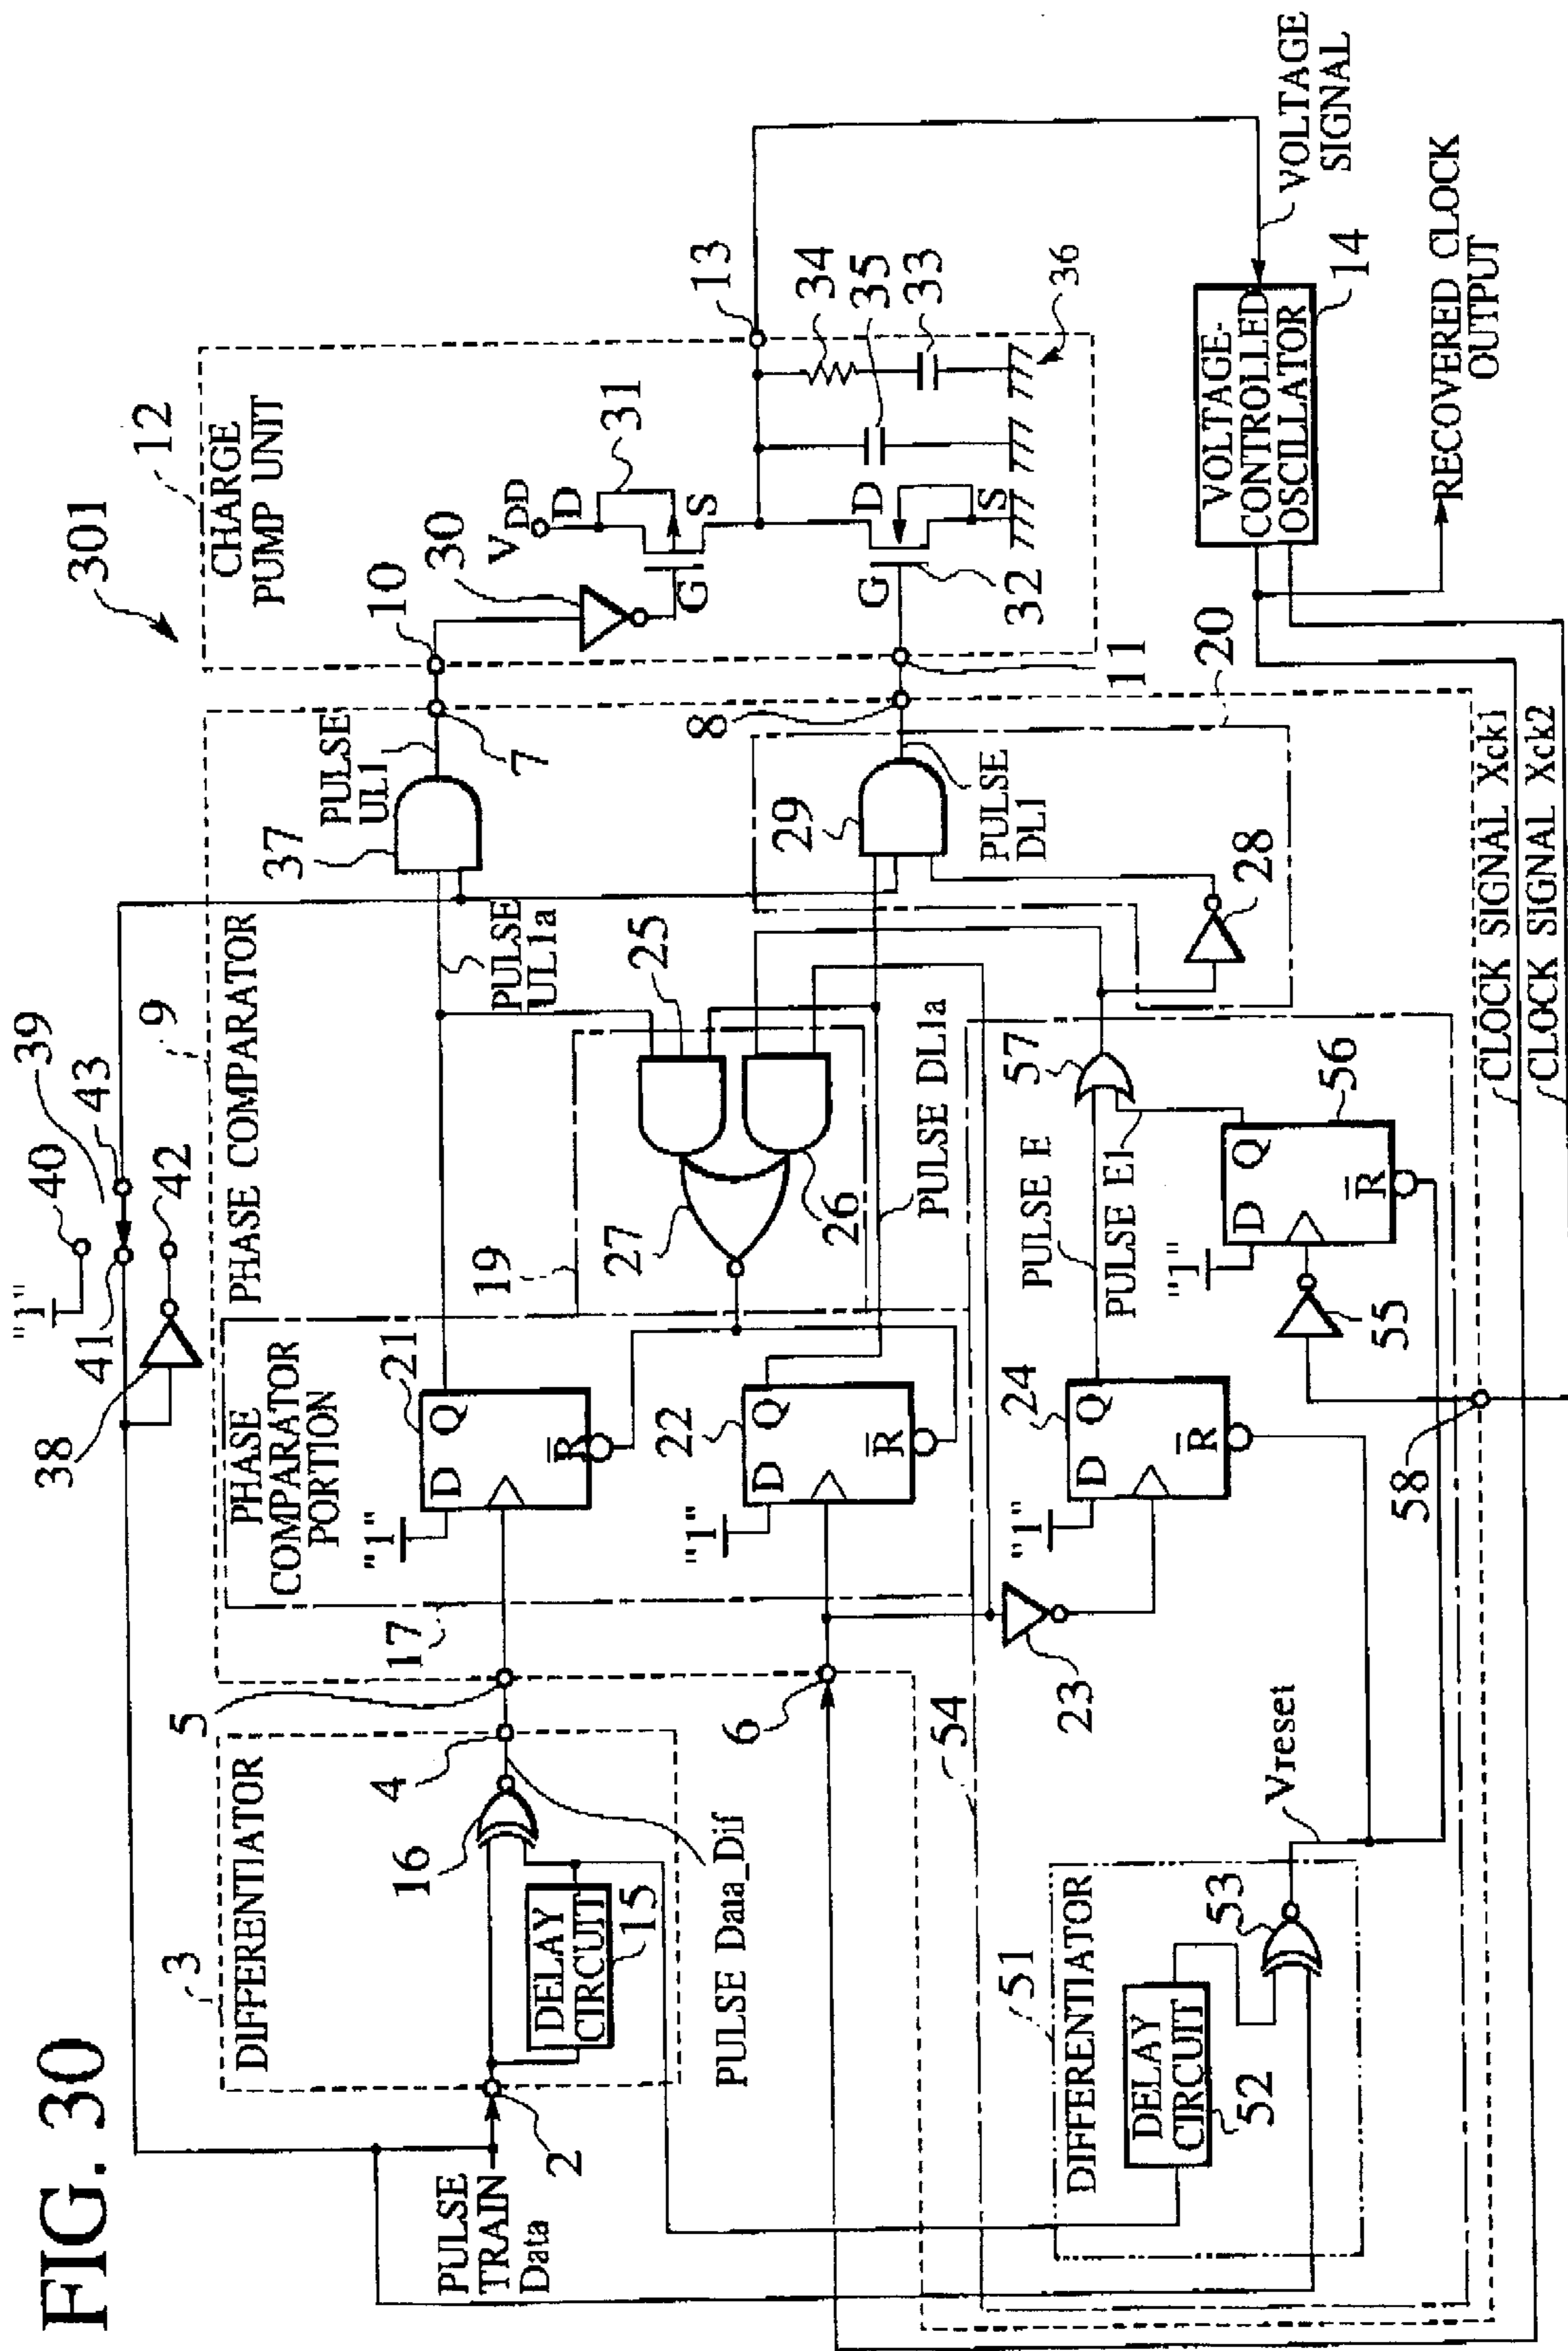 FIG. 30
301
3
DIFFERENTIATOR
PULSE
TRAIN
Data
2
DELAY
CIRCUIT
15
16
4
5
PULSE Data_Dif
6
38
41
"1"
40
39
43
42
9
PHASE COMPARATOR
PHASE
COMPARATOR
PORTION
17
"1"
D
Q
R
21
"1"
D
Q
R
22
19
27
25
26
PULSE
UL1a
PULSE DL1a
37
PULSE
UL1
7
10
29
8
11
PULSE
DL1
28
20
12
CHARGE
PUMP UNIT
VDD
D
31
30
G
S
G
D
S
32
13
34
35
33
36
VOLTAGE-
CONTROLLED
OSCILLATOR
14
VOLTAGE
SIGNAL
RECOVERED CLOCK
OUTPUT
54
23
"1"
D
Q
R
24
PULSE E
PULSE E1
57
"1"
D
Q
R
56
55
58
51
DIFFERENTIATOR
DELAY
CIRCUIT
52
53
Vreset
CLOCK SIGNAL Xck1
CLOCK SIGNAL Xck2